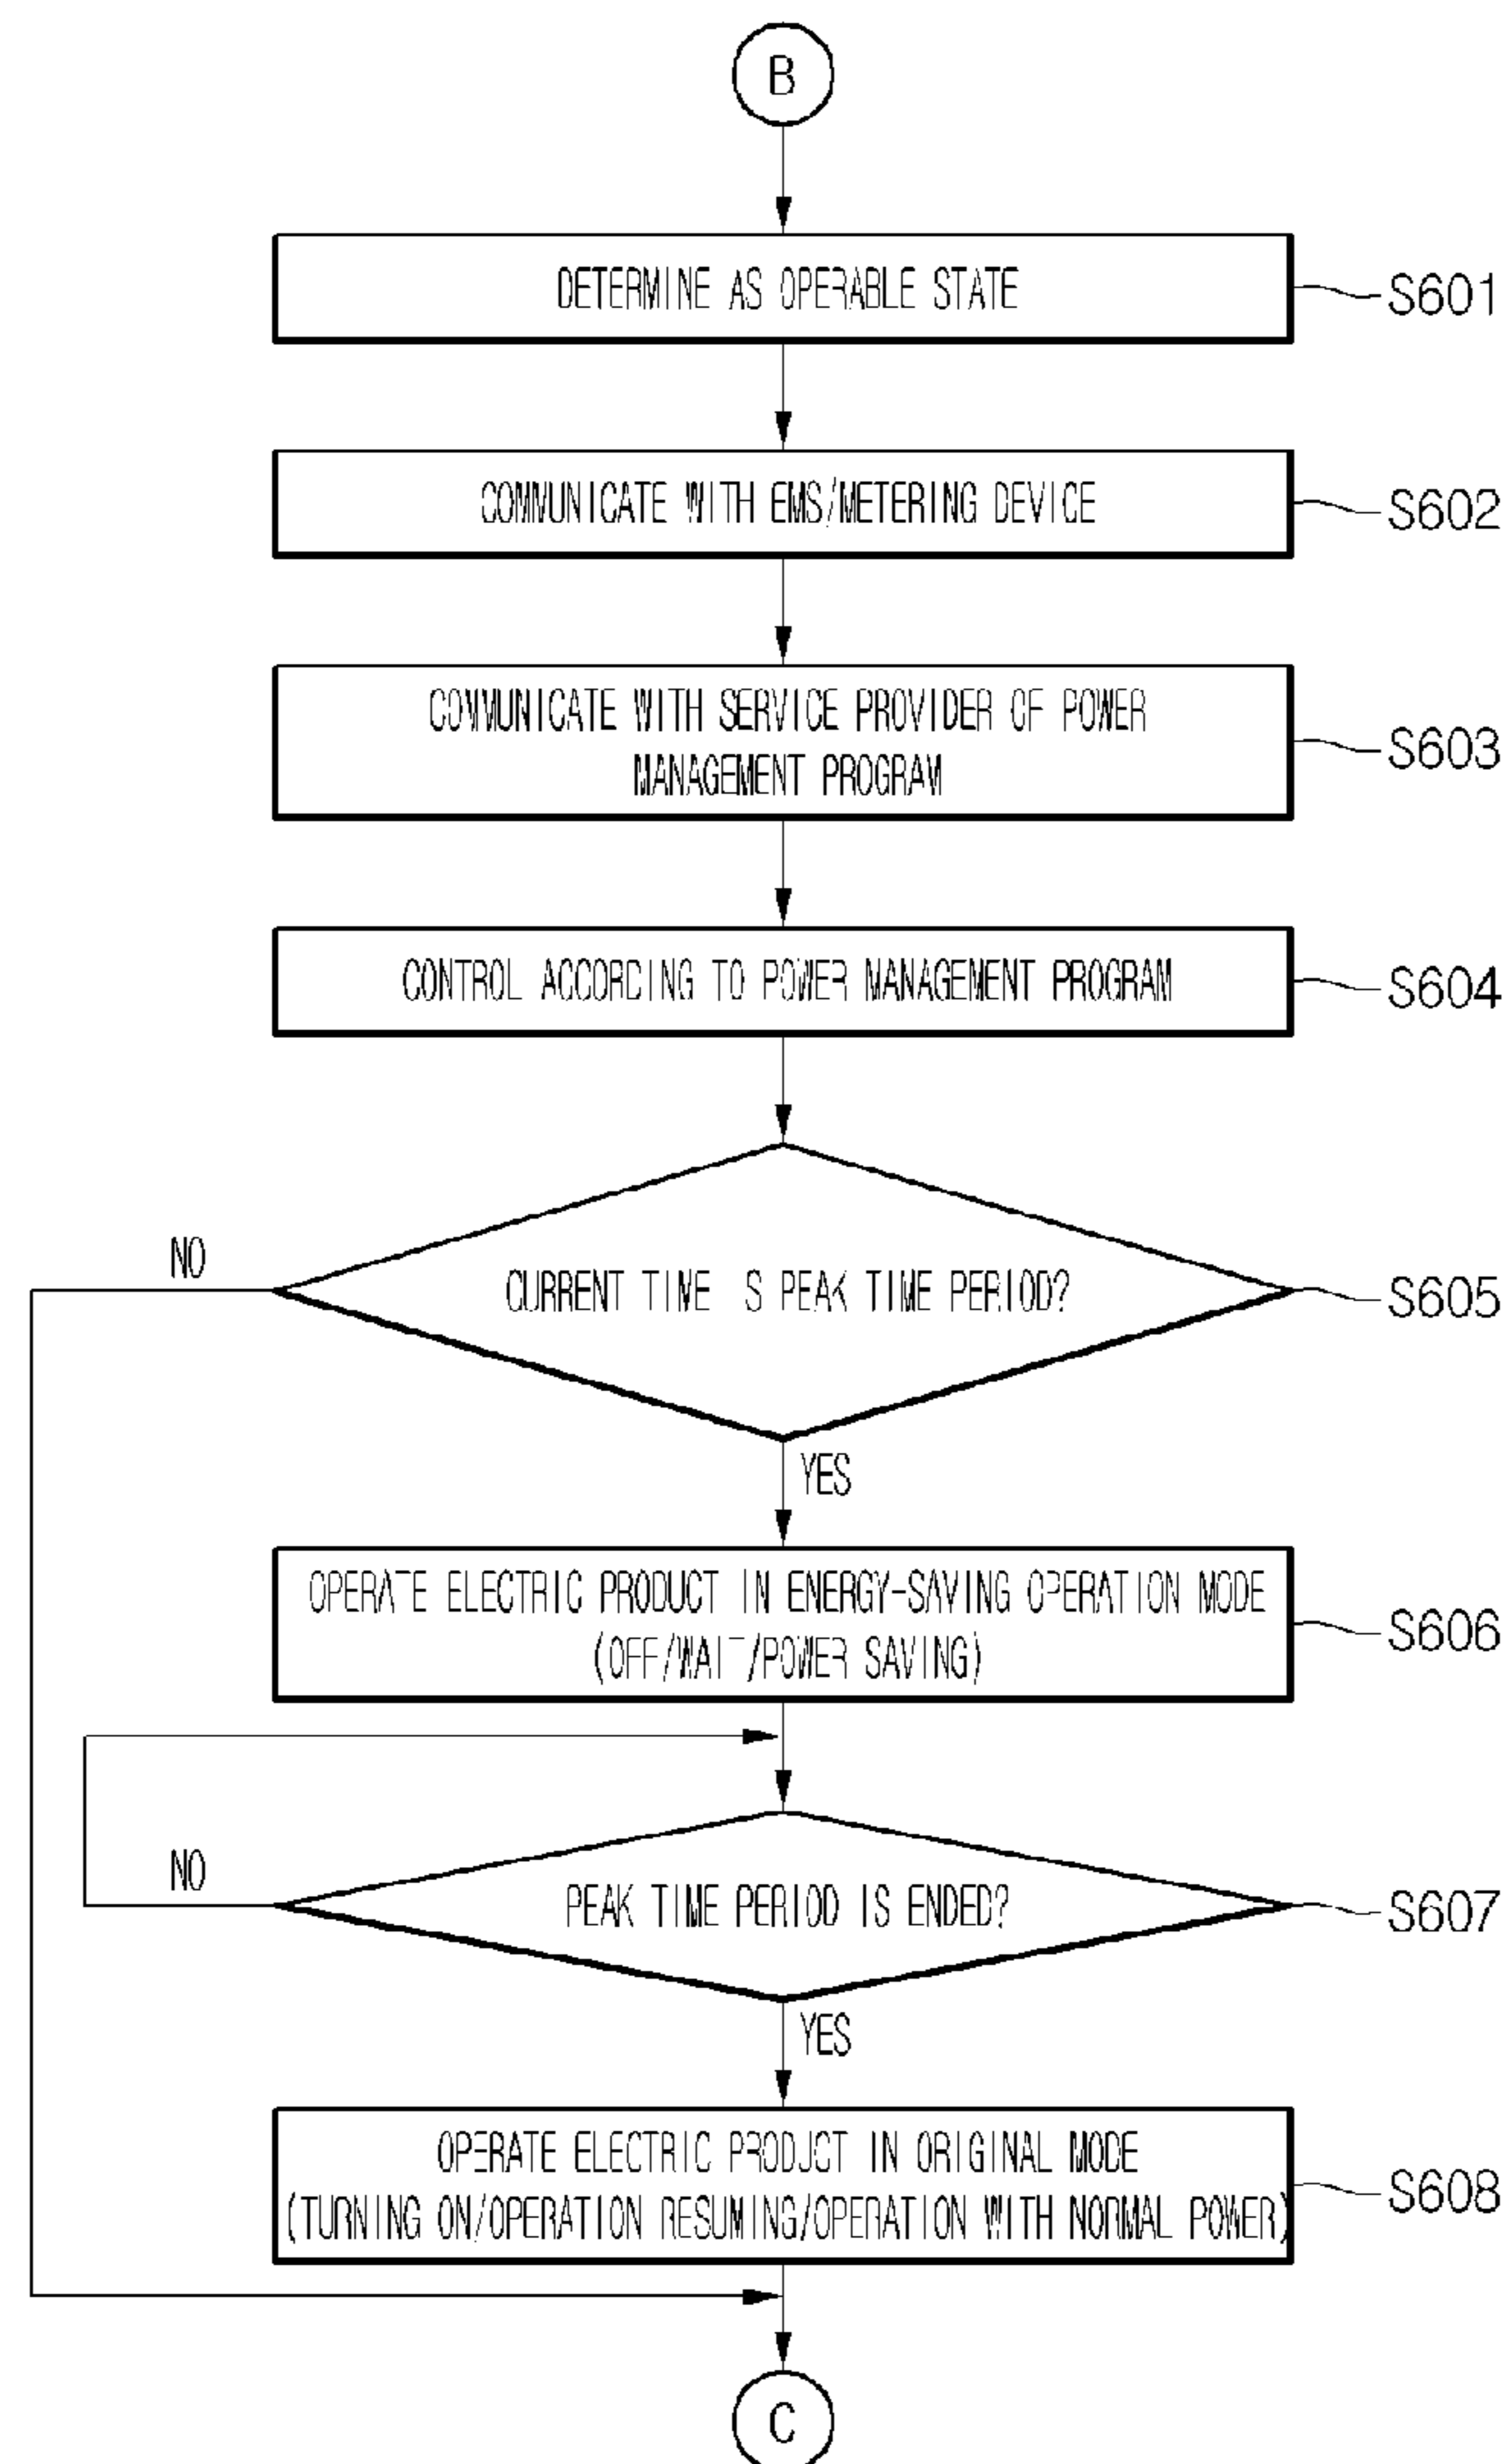 B
DETERMINE AS OPERABLE STATE
S601
COMMUNICATE WITH EMS/METERING DEVICE
S602
COMMUNICATE WITH SERVICE PROVIDER OF POWER
MANAGEMENT PROGRAM
S603
CONTROL ACCORDING TO POWER MANAGEMENT PROGRAM
S604
NO
CURRENT TIME IS PEAK TIME PERIOD?
S605
YES
OPERATE ELECTRIC PRODUCT IN ENERGY-SAVING OPERATION MODE
(OFF/WAIT/POWER SAVING)
S606
NO
PEAK TIME PERIOD IS ENDED?
S607
YES
OPERATE ELECTRIC PRODUCT IN ORIGINAL MODE
(TURNING ON/OPERATION RESUMING/OPERATION WITH NORMAL POWER)
S608
C